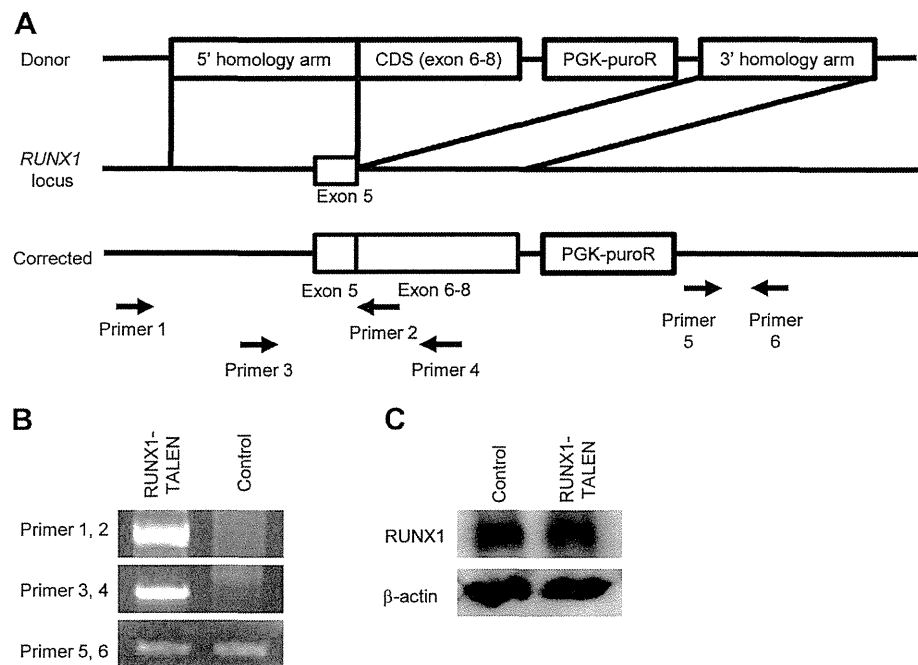 A
Donor
5' homology arm
CDS (exon 6-8)
PGK-puroR
3' homology arm
RUNX1
locus
Exon 5
Corrected
PGK-puroR
Exon 5
Exon 6-8
Primer 1
Primer 2
Primer 3
Primer 4
Primer
5
Primer
6
B
RUNX1-
TALEN
Control
Primer 1, 2
Primer 3, 4
Primer 5, 6
C
Control
RUNX1-
TALEN
RUNX1
β-actin